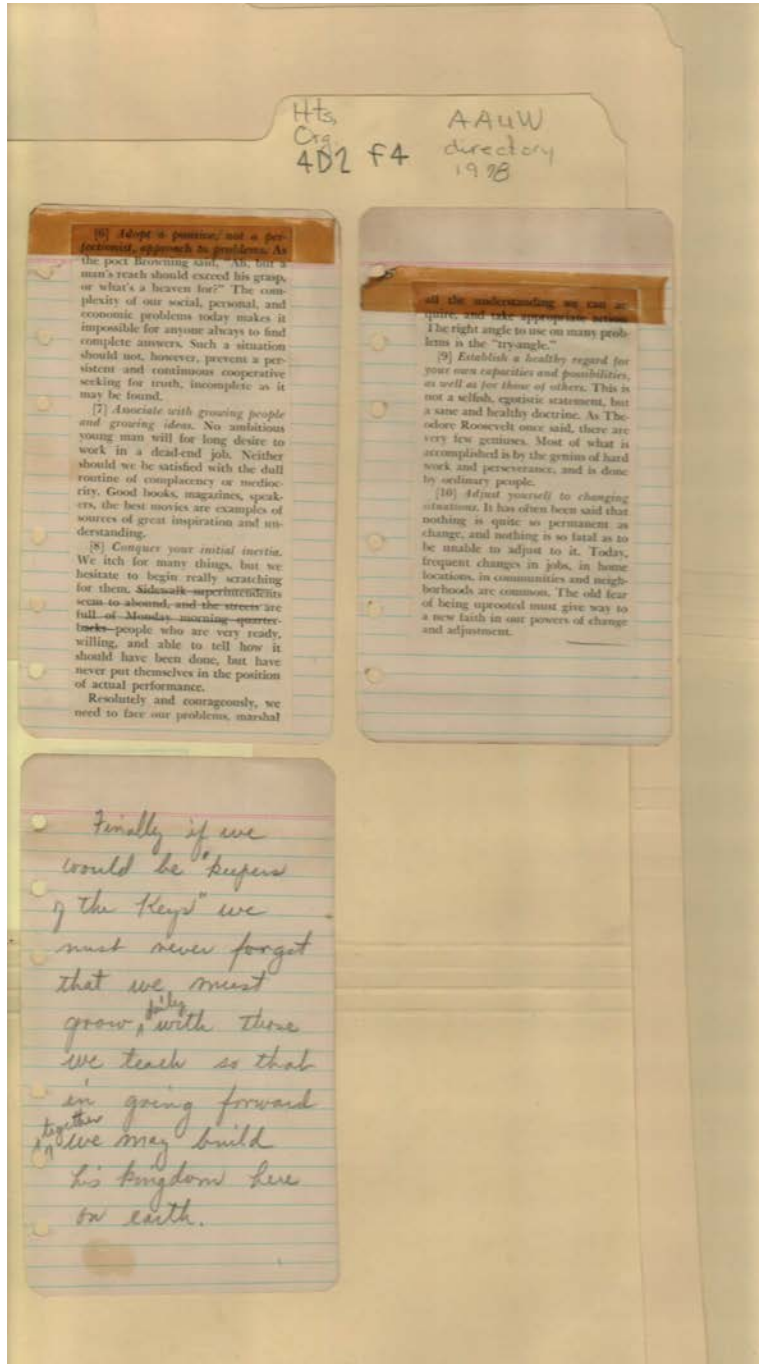 Hts,
Org
4D2 F4
AAUW
directory
1978
[6] Adopt a positive, not a per-
fectionist, approach to problems. As
the poet Browning said, "Ah, but a
man's reach should exceed his grasp,
or what's a heaven for?" The com-
plexity of our social, personal, and
economic problems today makes it
impossible for anyone always to find
complete answers. Such a situation
should not, however, prevent a per-
sistent and continuous cooperative
seeking for truth, incomplete as it
may be found.
[7] Associate with growing people
and growing ideas. No ambitious
young man will for long desire to
work in a dead-end job. Neither
should we be satisfied with the dull
routine of complacency or medioc-
rity. Good books, magazines, speak-
ers, the best movies are examples of
sources of great inspiration and un-
derstanding.
[8] Conquer your initial inertia.
We itch for many things, but we
hesitate to begin really scratching
for them. Sidewalk superintendents
seem to abound, and the streets are
full of Monday morning quarter-
backs people who are very ready,
willing, and able to tell how it
should have been done, but have
never put themselves in the position
of actual performance.
Resolutely and courageously, we
need to face our problems, marshal
all the understanding we can ac-
quire, and take appropriate action.
The right angle to use on many prob-
lems is the "try-angle."
[9] Establish a healthy regard for
your own capacities and possibilities,
as well as for those of others. This is
not a selfish, egotistic statement, but
a sane and healthy doctrine. As The-
odore Roosevelt once said, there are
very few geniuses. Most of what is
accomplished is by the genius of hard
work and perseverance, and is done
by ordinary people.
[10] Adjust yourself to changing
situations. It has often been said that
nothing is quite so permanent as
change, and nothing is so fatal as to
be unable to adjust to it. Today,
frequent changes in jobs, in home
locations, in communities and neigh-
borhoods are common. The old fear
of being uprooted must give way to
a new faith in our powers of change
and adjustment.
Finally if we
would be "keepers
of the Keys" we
must never forget
that we must
grow daily with those
we teach so that
in going forward
together we may build
his kingdom here
on earth.